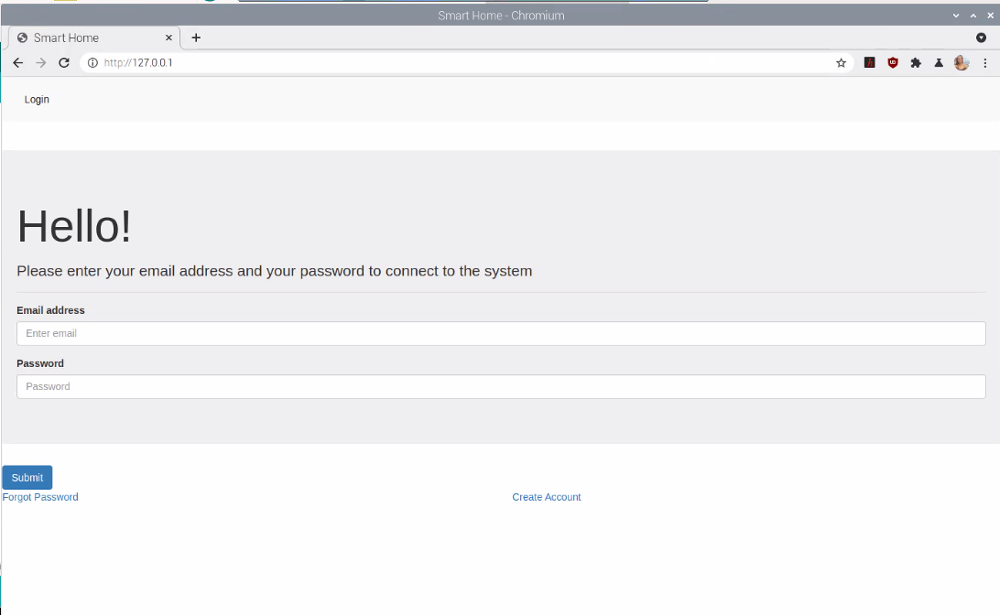 Smart Home - Chromium
Smart Home
http://127.0.0.1
Login
Hello!
Please enter your email address and your password to connect to the system
Email address
Enter email
Password
Password
Submit
Forgot Password
Create Account